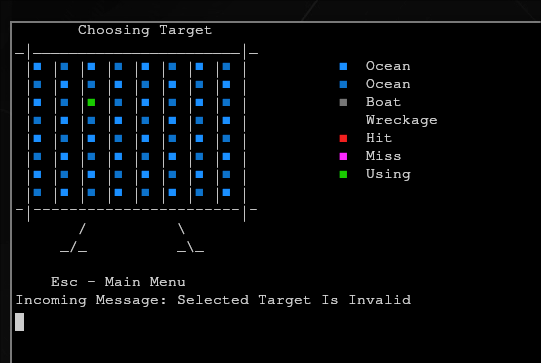 Choosing Target
Ocean
Ocean
Boat
Wreckage
Hit
Miss
Using
Esc - Main Menu
Incoming Message: Selected Target Is Invalid